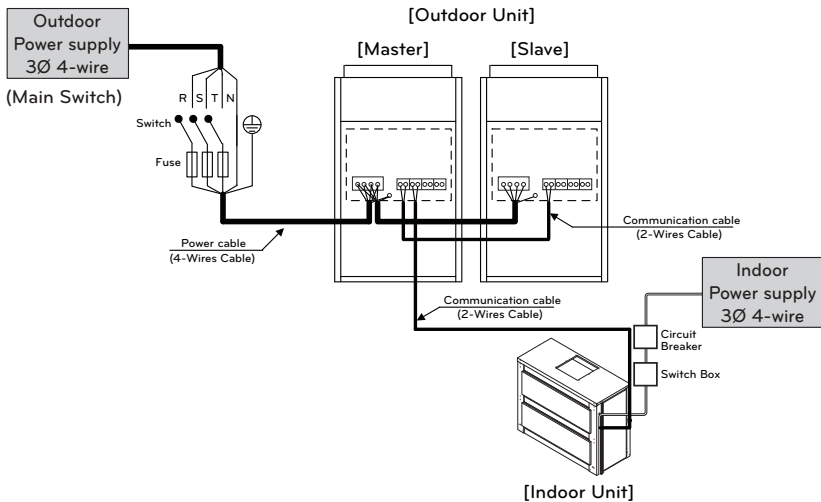 [Outdoor Unit]
Outdoor
Power supply
3Ø 4-wire
(Main Switch)
[Master]
[Slave]
R S T N
Switch
Fuse
Power cable
(4-Wires Cable)
Communication cable
(2-Wires Cable)
Communication cable
(2-Wires Cable)
Indoor
Power supply
3Ø 4-wire
Circuit
Breaker
Switch Box
[Indoor Unit]